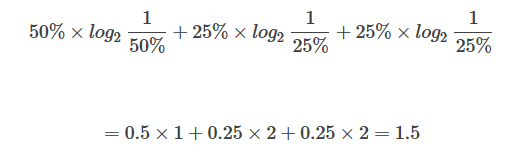 50% × log₂ 1/50% + 25% × log₂ 1/25% + 25% × log₂ 1/25%
= 0.5 × 1 + 0.25 × 2 + 0.25 × 2 = 1.5